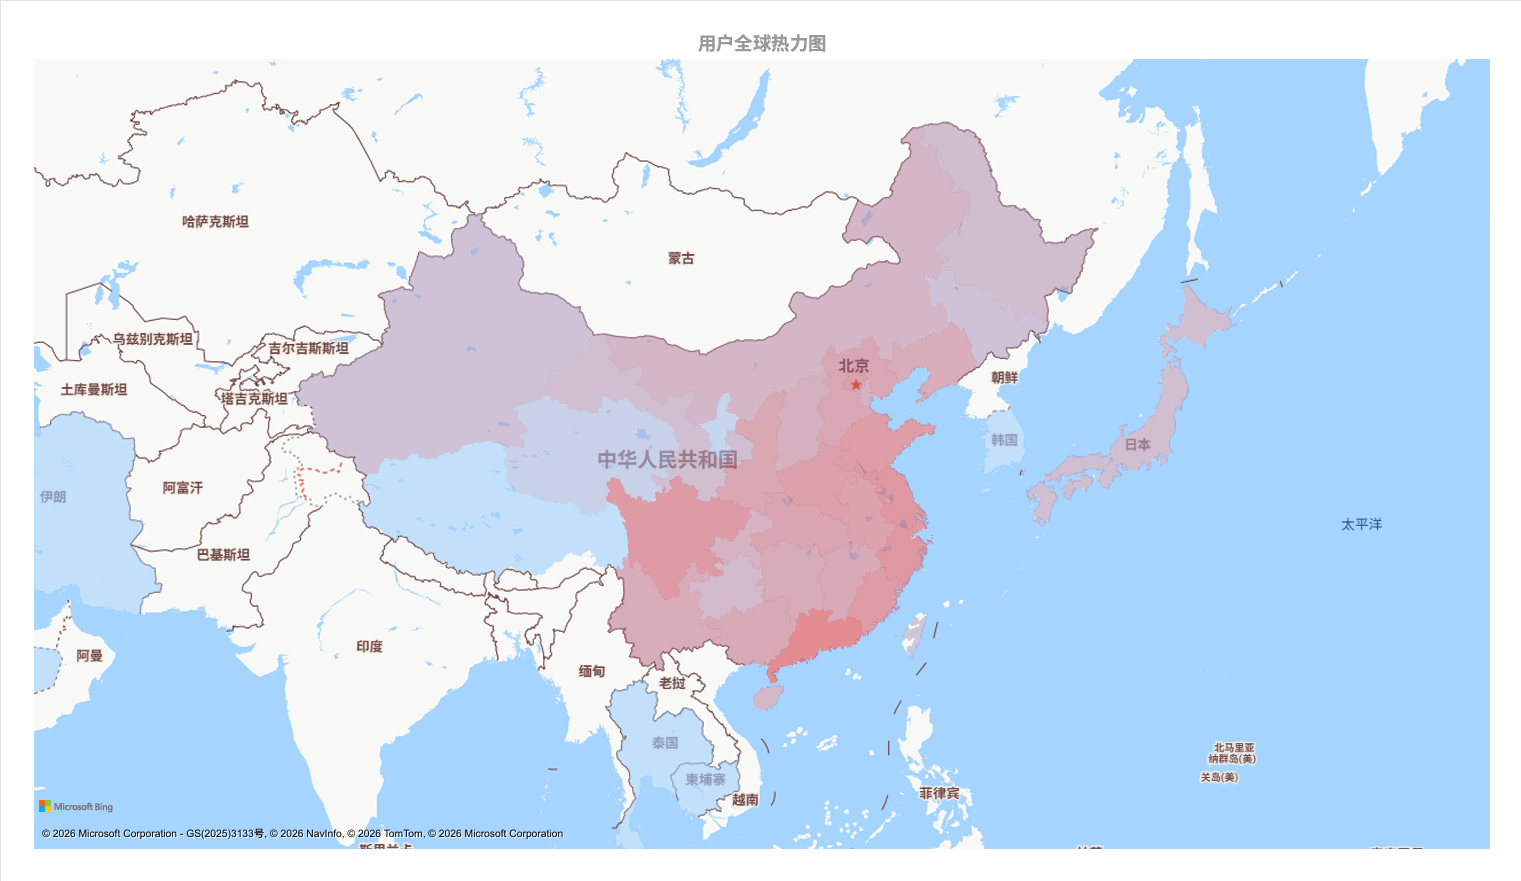 用户全球热力图
哈萨克斯坦
蒙古
乌兹别克斯坦
吉尔吉斯斯坦
北京
朝鲜
土库曼斯坦
塔吉克斯坦
韩国
日本
中华人民共和国
伊朗
阿富汗
太平洋
巴基斯坦
印度
阿曼
缅甸
老挝
泰国
北马里亚
纳群岛(美)
关岛(美)
柬埔寨
越南
菲律宾
Microsoft Bing
© 2026 Microsoft Corporation - GS(2025)3133号, © 2026 NavInfo, © 2026 TomTom, © 2026 Microsoft Corporation
斯里兰卡